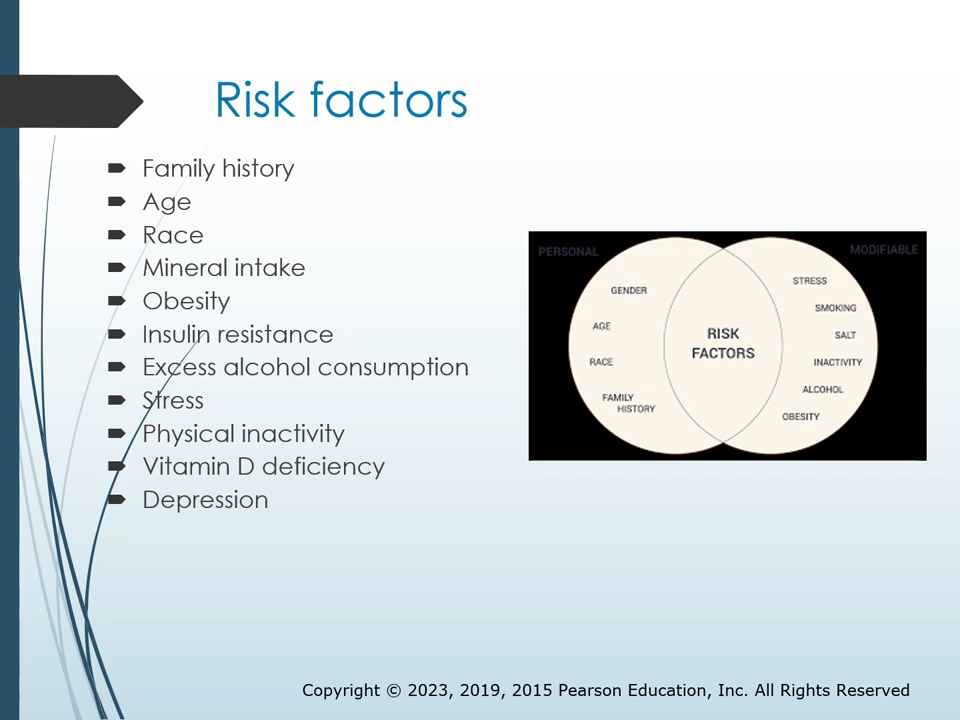 Risk factors
Family history
Age
Race
Mineral intake
Obesity
Insulin resistance
Excess alcohol consumption
Stress
Physical inactivity
Vitamin D deficiency
Depression
PERSONAL
MODIFIABLE
GENDER
AGE
RACE
FAMILY
HISTORY
RISK
FACTORS
STRESS
SMOKING
SALT
INACTIVITY
ALCOHOL
OBESITY
Copyright © 2023, 2019, 2015 Pearson Education, Inc. All Rights Reserved